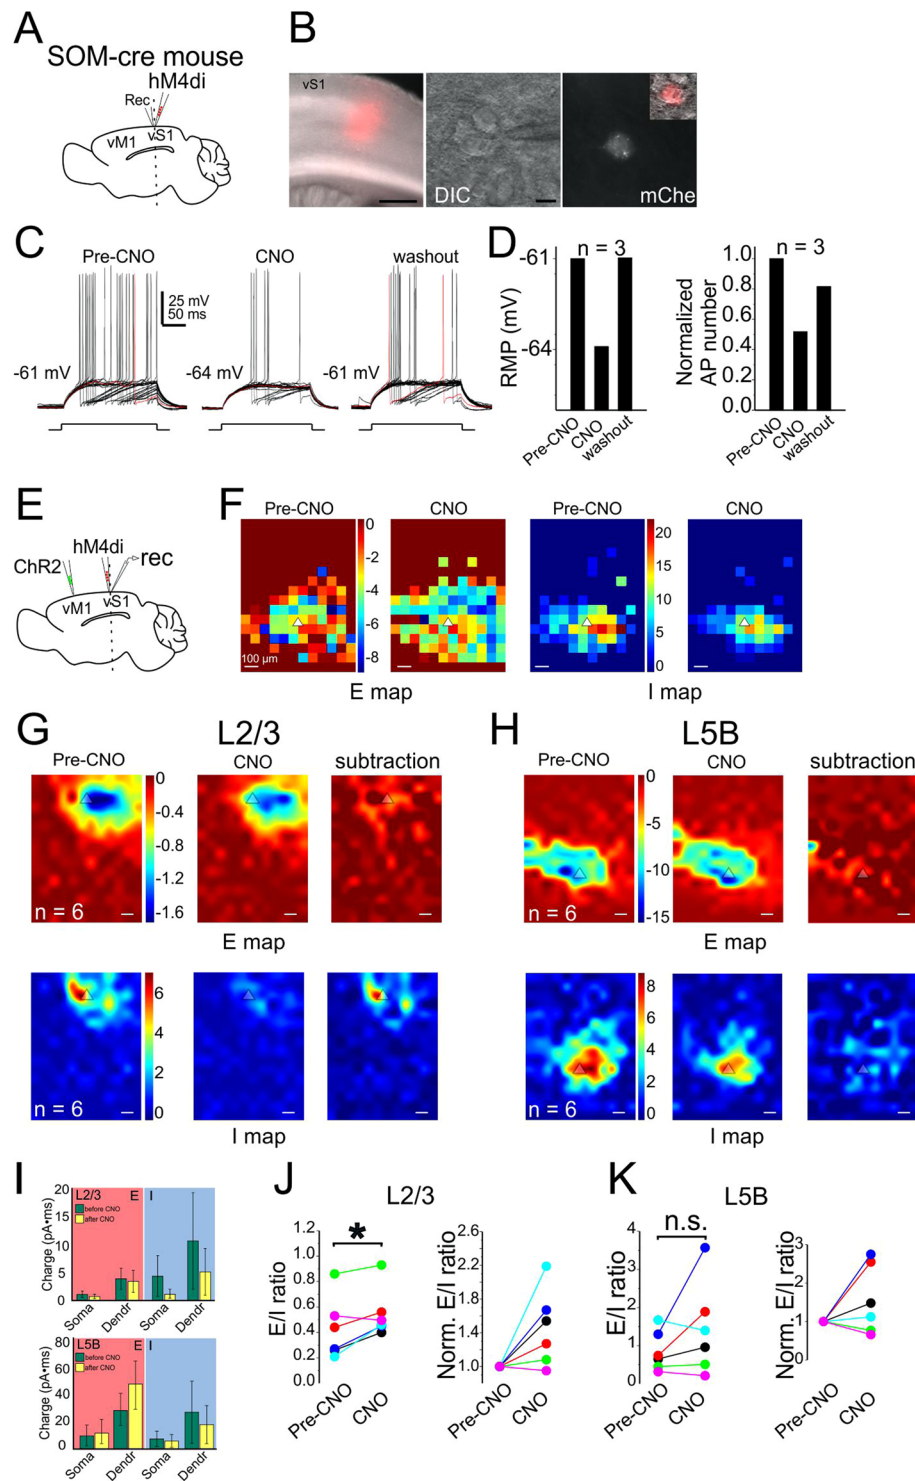 A
SOM-cre mouse
hM4di
Rec
vM1 vS1
B
vS1
DIC
mChe
C
Pre-CNO CNO washout
25 mV
50 ms
-61 mV -64 mV -61 mV
D
n = 3
-61
-64
RMP (mV)
Pre-CNO CNO washout
n = 3
1.0
0.8
0.6
0.4
0.2
0.0
Normalized
AP number
Pre-CNO CNO washout
E
hM4di
ChR2
rec
vM1 vS1
F
Pre-CNO CNO Pre-CNO CNO
0
-2
-4
-6
-8
20
15
10
5
0
100 µm
E map I map
G
L2/3
Pre-CNO CNO subtraction
0
-0.4
-0.8
-1.2
-1.6
n = 6
E map
6
4
2
0
n = 6
I map
H
L5B
Pre-CNO CNO subtraction
0
-5
-10
-15
n = 6
E map
8
6
4
2
0
n = 6
I map
I
L2/3 E I
before CNO
after CNO
20
15
10
5
0
Charge (pA•ms)
Soma Dendr Soma Dendr
L5B E I
before CNO
after CNO
80
60
40
20
0
Charge (pA•ms)
Soma Dendr Soma Dendr
J
L2/3
*
1.2
1.0
0.8
0.6
0.4
0.2
0.0
E/I ratio
Pre-CNO CNO
2.6
2.2
1.8
1.4
1.0
Norm. E/I ratio
Pre-CNO CNO
K
L5B
n.s.
4
3
2
1
0
E/I ratio
Pre-CNO CNO
3
2
1
0
Norm. E/I ratio
Pre-CNO CNO